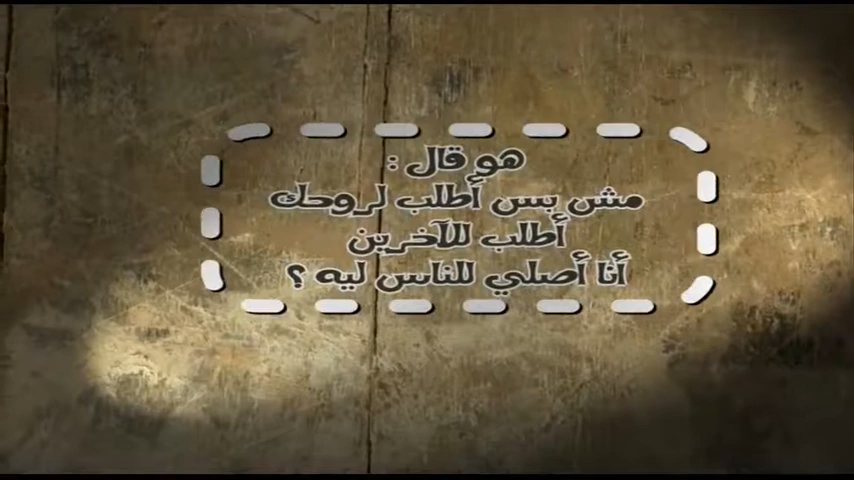 هو قال :
مش بس أطلب لروحك
أطلب للآخرين
أنا أصلي للناس ليه ؟